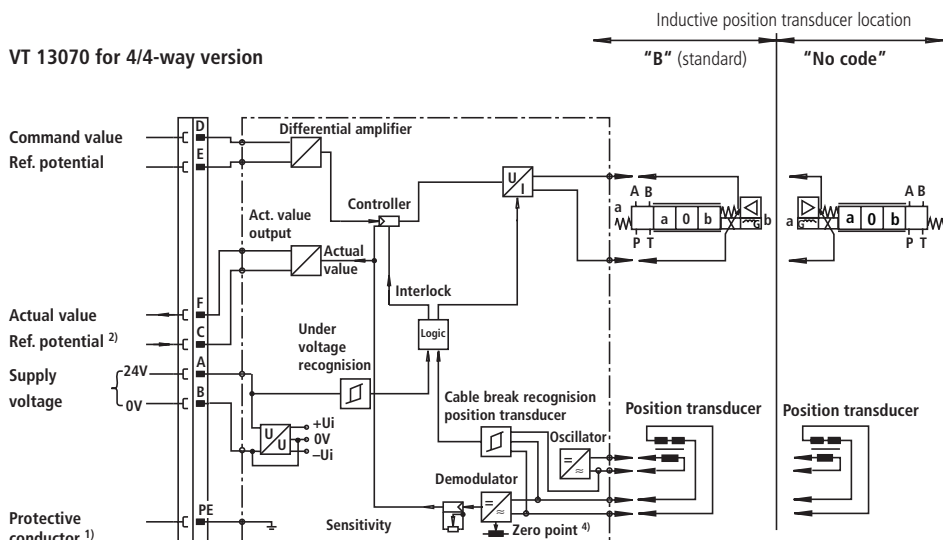 Inductive position transducer location
VT 13070 for 4/4-way version
"B" (standard)
"No code"
Command value
D
Differential amplifier
Ref. potential
E
U
I
Controller
Act. value
output
Actual
value
A B
a
a 0 b
b
G
P T
A B
a
a 0 b
G
P T
Interlock
F
Actual value
C
Ref. potential 2)
Logic
Under
voltage
recognision
A
Supply
voltage
24V
0V
B
U
U
+Ui
0V
–Ui
Cable break recognision
position transducer
Oscillator
=
≈
Position transducer
Position transducer
Demodulator
=
≈
Sensitivity
Zero point 4)
PE
Protective
conductor 1)